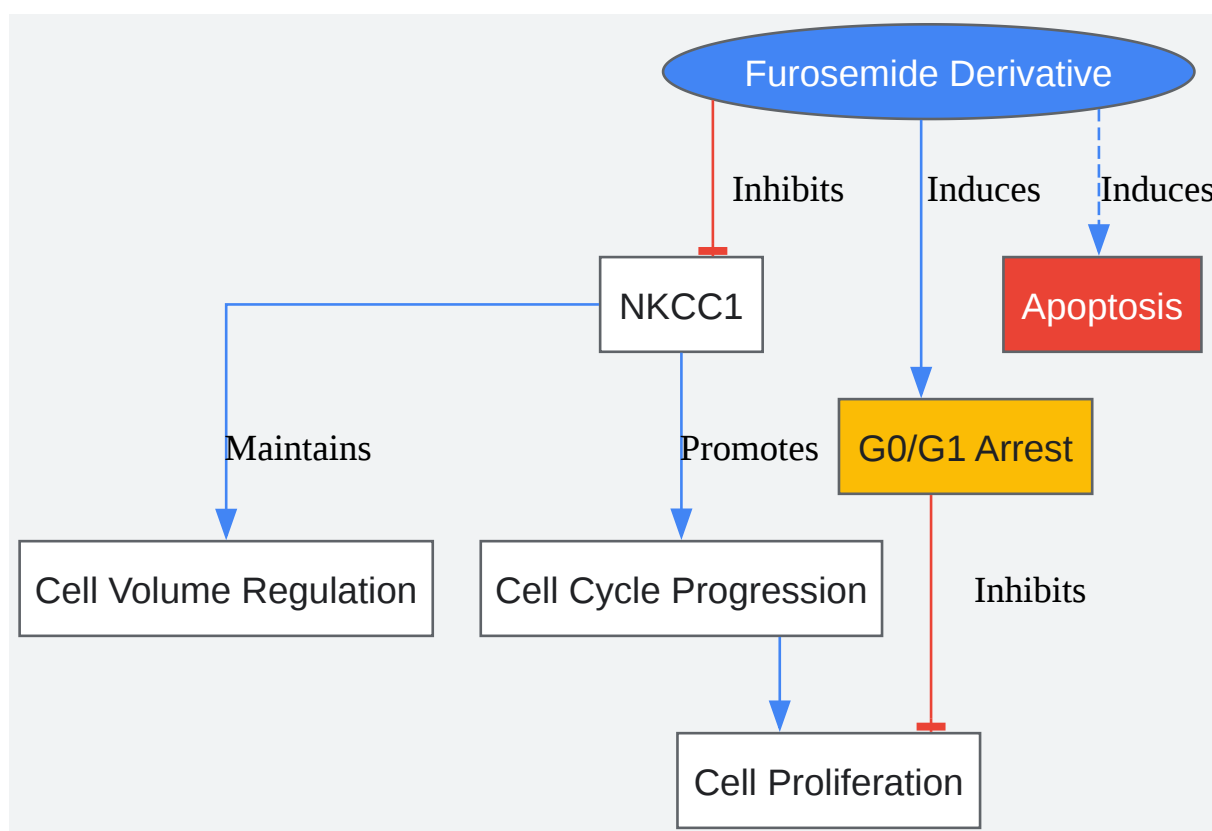 Furosemide Derivative
Inhibits
Induces
Induces
NKCC1
Apoptosis
Maintains
Promotes
G0/G1 Arrest
Cell Volume Regulation
Cell Cycle Progression
Inhibits
Cell Proliferation